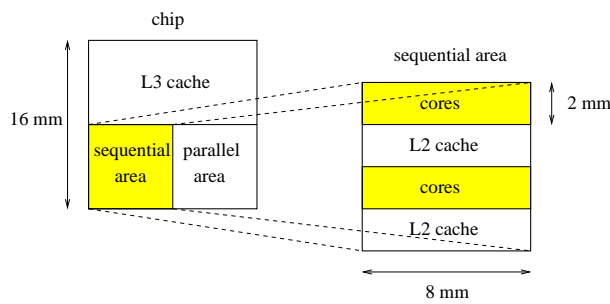 chip
L3 cache
16 mm
sequential
area
parallel
area
sequential area
cores
2 mm
L2 cache
cores
L2 cache
8 mm